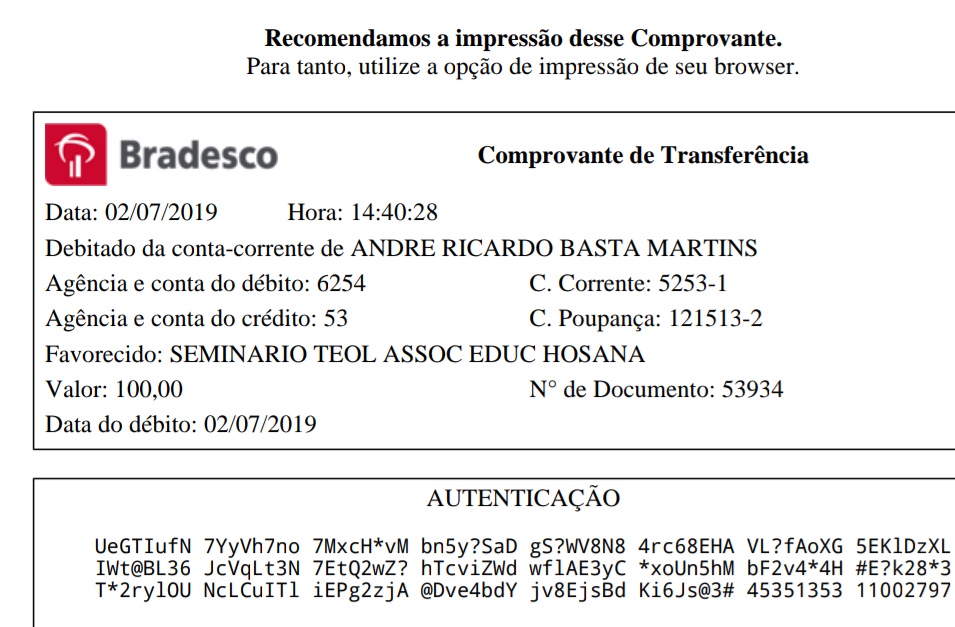 Recomendamos a impressão desse Comprovante.
Para tanto, utilize a opção de impressão de seu browser.
Bradesco Comprovante de Transferência
Data: 02/07/2019 Hora: 14:40:28
Debitado da conta-corrente de ANDRE RICARDO BASTA MARTINS
Agência e conta do débito: 6254 C. Corrente: 5253-1
Agência e conta do crédito: 53 C. Poupança: 121513-2
Favorecido: SEMINARIO TEOL ASSOC EDUC HOSANA
Valor: 100,00 N° de Documento: 53934
Data do débito: 02/07/2019
AUTENTICAÇÃO
UeGTIufN 7YyVh7no 7MxcH*vM bn5y?SaD gS?WV8N8 4rc68EHA VL?fAoXG 5EKlDzXL
IWt@BL36 JcVqLt3N 7EtQ2wZ? hTcviZWd wflAE3yC *xoUn5hM bF2v4*4H #E?k28*3
T*2rylOU NcLCuITl iEPg2zjA @Dve4bdY jv8EjsBd Ki6Js@3# 45351353 11002797